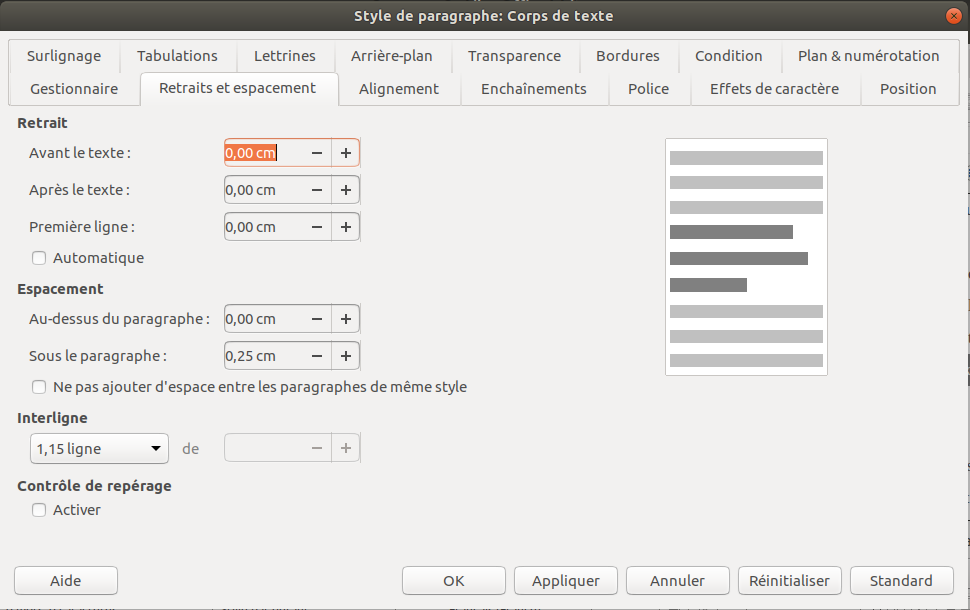 Style de paragraphe: Corps de texte
Surlignage Tabulations Lettrines Arrière-plan Transparence Bordures Condition Plan & numérotation
Gestionnaire Retraits et espacement Alignement Enchaînements Police Effets de caractère Position
Retrait
Avant le texte : 0,00 cm − +
Après le texte : 0,00 cm − +
Première ligne : 0,00 cm − +
Automatique
Espacement
Au-dessus du paragraphe : 0,00 cm − +
Sous le paragraphe : 0,25 cm − +
Ne pas ajouter d'espace entre les paragraphes de même style
Interligne
1,15 ligne de − +
Contrôle de repérage
Activer
Aide OK Appliquer Annuler Réinitialiser Standard